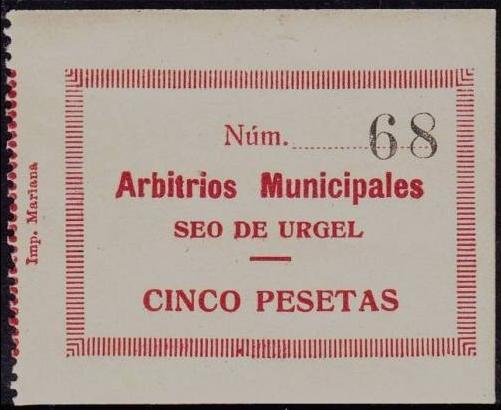 Núm. 68
Arbitrios Municipales
SEO DE URGEL
CINCO PESETAS
Imp. Mariana